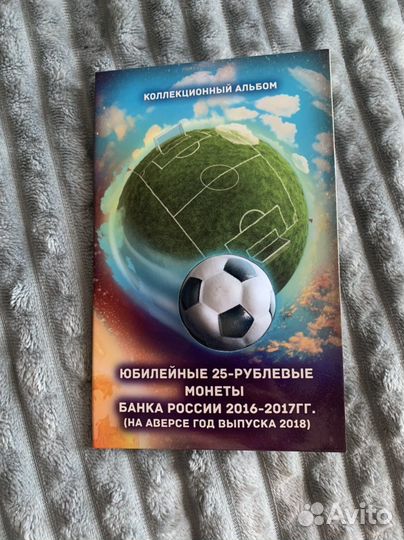 КОЛЛЕКЦИОННЫЙ АЛЬБОМ
ЮБИЛЕЙНЫЕ 25-РУБЛЕВЫЕ
МОНЕТЫ
БАНКА РОССИИ 2016-2017ГГ.
(НА АВЕРСЕ ГОД ВЫПУСКА 2018)
Avito